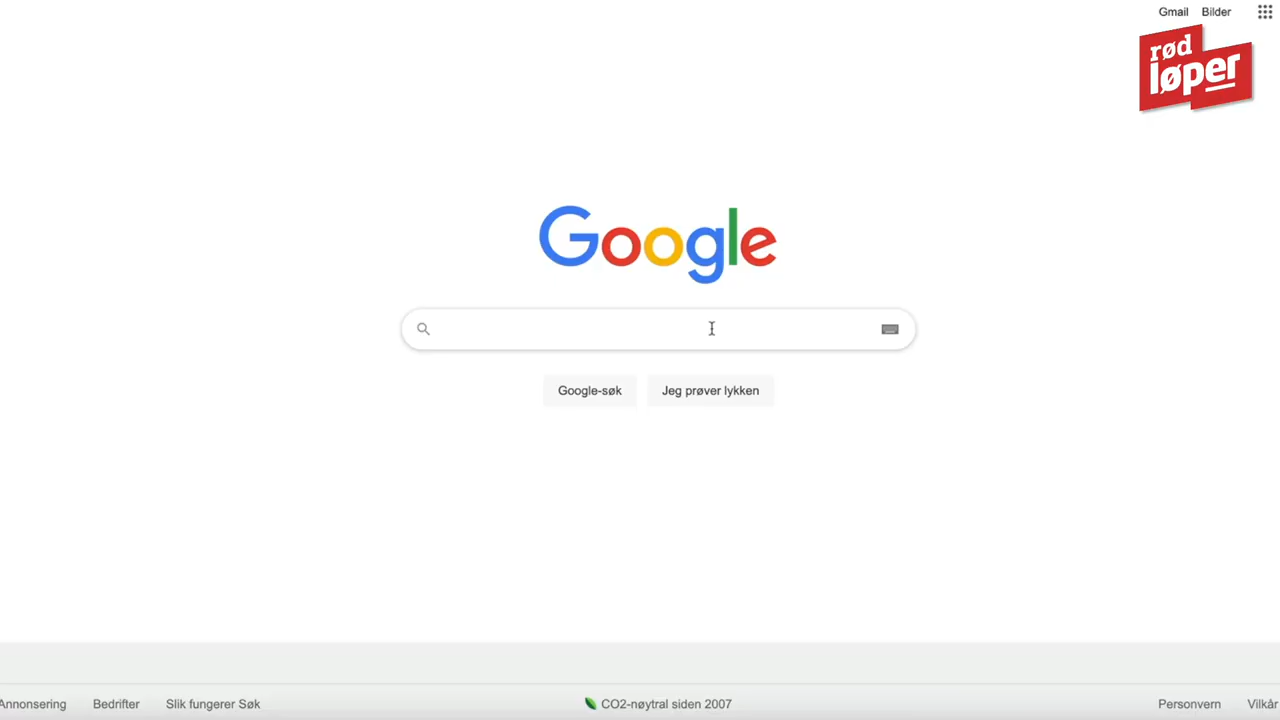 Gmail Bilder
rød
løper
Google
Google-søk Jeg prøver lykken
Annonsering Bedrifter Slik fungerer Søk CO2-nøytral siden 2007 Personvern Vilkår